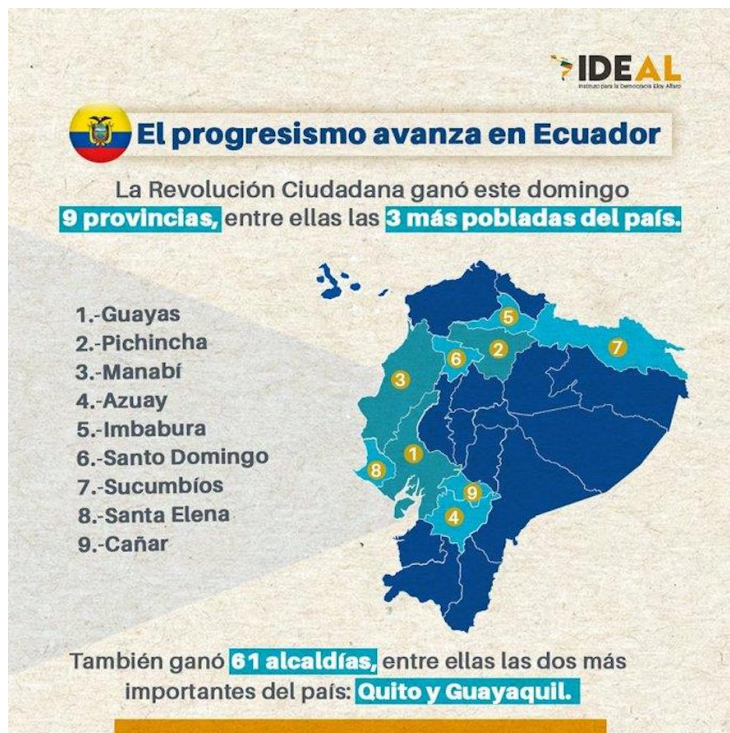 IDEAL
Instituto para la Democracia Eloy Alfaro
El progresismo avanza en Ecuador
La Revolución Ciudadana ganó este domingo
9 provincias, entre ellas las 3 más pobladas del país.
1.-Guayas
2.-Pichincha
3.-Manabí
4.-Azuay
5.-Imbabura
6.-Santo Domingo
7.-Sucumbíos
8.-Santa Elena
9.-Cañar
5
2
7
6
3
1
8
9
4
También ganó 61 alcaldías, entre ellas las dos más
importantes del país: Quito y Guayaquil.